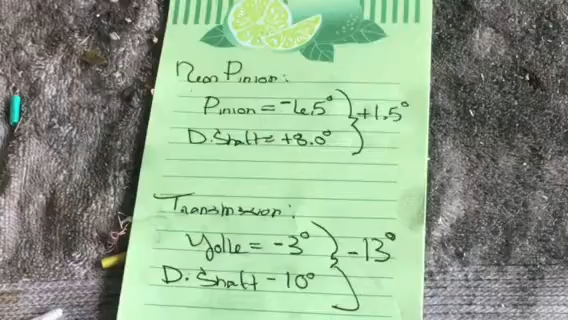 Rear Pinion:
Pinion = -6.5°
D. Shaft = +8.0°
+1.5°
Transmission:
Yolk = -3°
D. Shaft - 10°
-13°